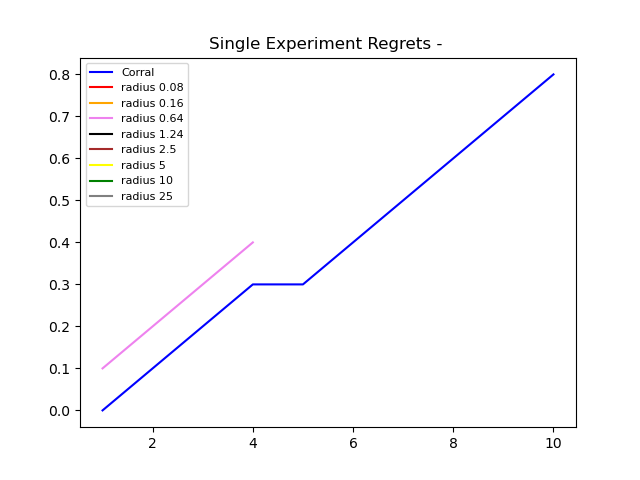 Single Experiment Regrets -
Corral
radius 0.08
radius 0.16
radius 0.64
radius 1.24
radius 2.5
radius 5
radius 10
radius 25
0.8
0.7
0.6
0.5
0.4
0.3
0.2
0.1
0.0
2 4 6 8 10